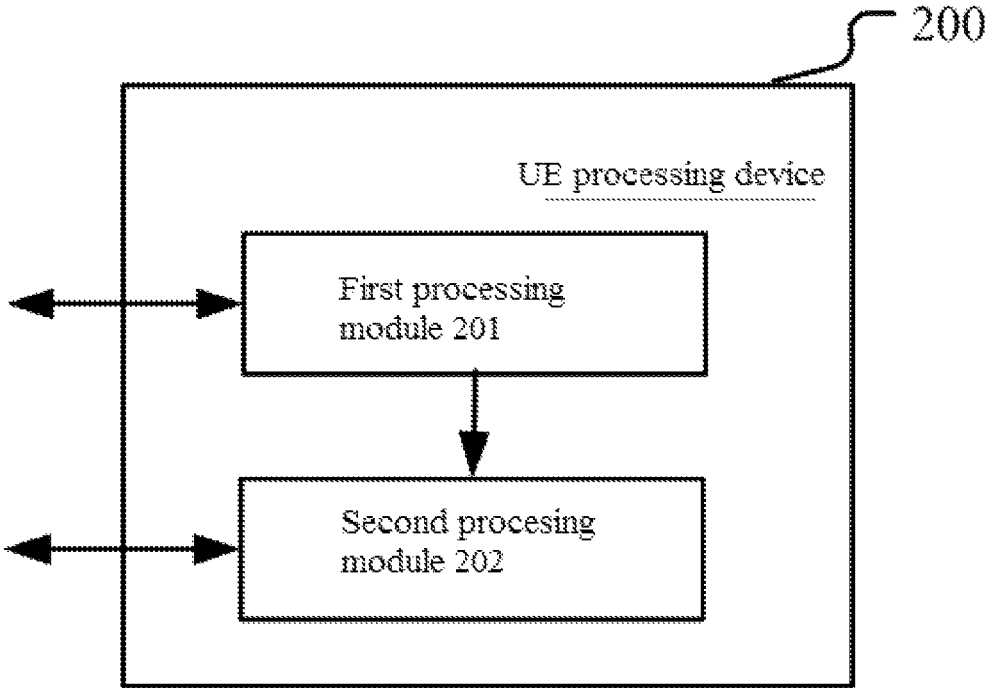 200
UE processing device
First processing
module 201
Second procesing
module 202